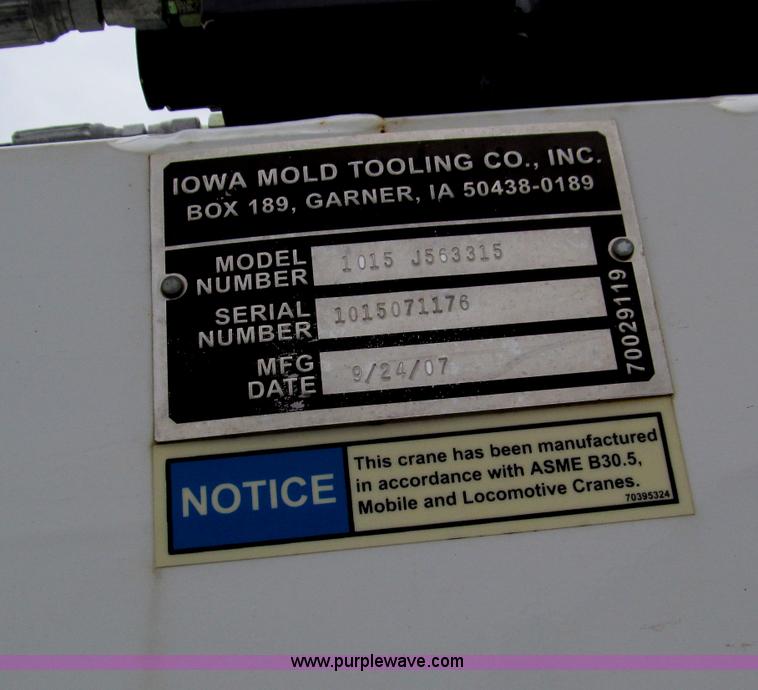 IOWA MOLD TOOLING CO., INC.
BOX 189, GARNER, IA 50438-0189
MODEL NUMBER 1015 J563315
SERIAL NUMBER 1015071176
MFG DATE 9/24/07
70029119
NOTICE
This crane has been manufactured
in accordance with ASME B30.5,
Mobile and Locomotive Cranes.
70395324
www.purplewave.com